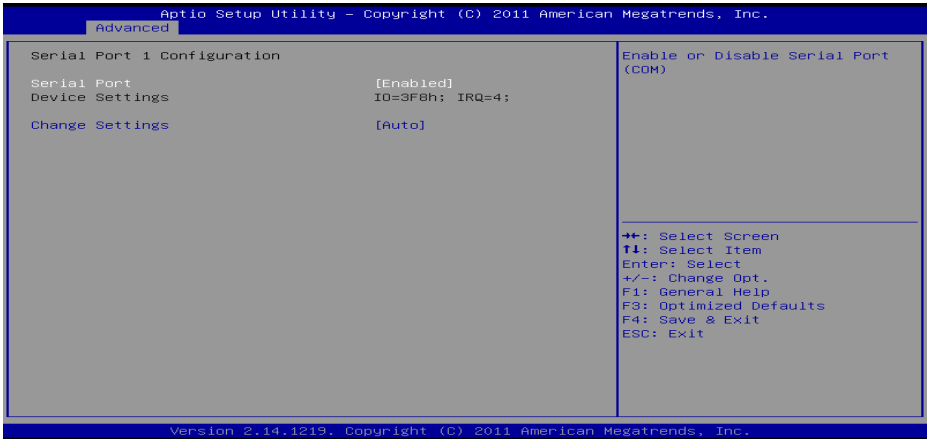 Aptio Setup Utility – Copyright (C) 2011 American Megatrends, Inc.
Advanced
Serial Port 1 Configuration
Serial Port [Enabled]
Device Settings IO=3F8h; IRQ=4;
Change Settings [Auto]
Enable or Disable Serial Port
(COM)
→←: Select Screen
↑↓: Select Item
Enter: Select
+/-: Change Opt.
F1: General Help
F3: Optimized Defaults
F4: Save & Exit
ESC: Exit
Version 2.14.1219. Copyright (C) 2011 American Megatrends, Inc.